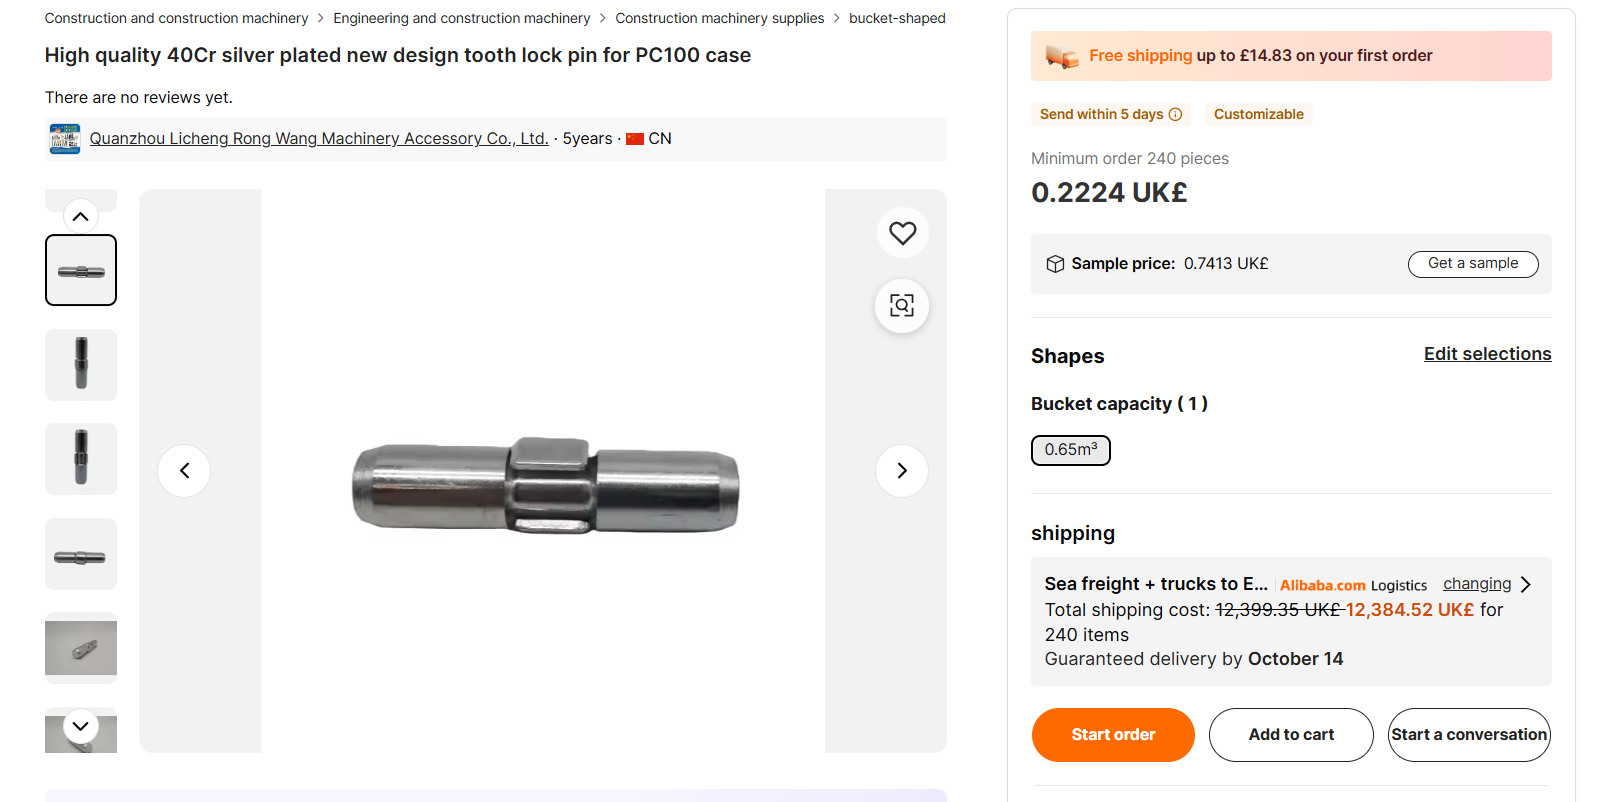 Construction and construction machinery > Engineering and construction machinery > Construction machinery supplies > bucket-shaped
High quality 40Cr silver plated new design tooth lock pin for PC100 case
There are no reviews yet.
Quanzhou Licheng Rong Wang Machinery Accessory Co., Ltd. · 5years · CN
Free shipping up to £14.83 on your first order
Send within 5 days Customizable
Minimum order 240 pieces
0.2224 UK£
Sample price: 0.7413 UK£ Get a sample
Shapes Edit selections
Bucket capacity ( 1 )
0.65m³
shipping
Sea freight + trucks to E... Alibaba.com Logistics changing
Total shipping cost: 12,399.35 UK£ 12,384.52 UK£ for
240 items
Guaranteed delivery by October 14
Start order Add to cart Start a conversation